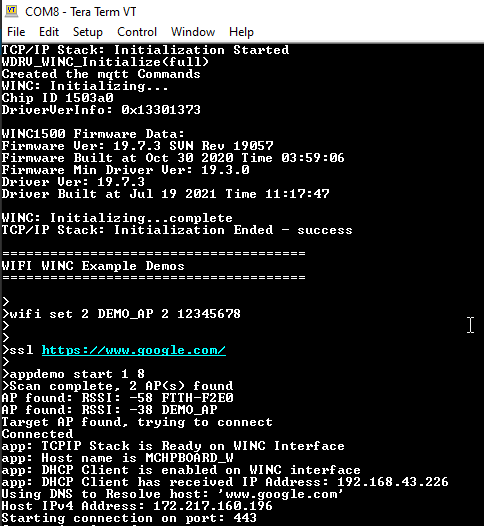 COM8 - Tera Term VT
File Edit Setup Control Window Help
TCP/IP Stack: Initialization Started
WDRV_WINC_Initialize(full)
Created the mqtt Commands
WINC: Initializing...
Chip ID 1503a0
DriverVerInfo: 0x13301373
WINC1500 Firmware Data:
Firmware Ver: 19.7.3 SVN Rev 19057
Firmware Built at Oct 30 2020 Time 03:59:06
Firmware Min Driver Ver: 19.3.0
Driver Ver: 19.7.3
Driver Built at Jul 19 2021 Time 11:17:47
WINC: Initializing...complete
TCP/IP Stack: Initialization Ended - success
======================================
WIFI WINC Example Demos
======================================
>
>wifi set 2 DEMO_AP 2 12345678
>
>
>ssl https://www.google.com/
>
>appdemo start 1 8
>Scan complete, 2 AP(s) found
AP found: RSSI: -58 FTTH-F2E0
AP found: RSSI: -38 DEMO_AP
Target AP found, trying to connect
Connected
app: TCPIP Stack is Ready on WINC Interface
app: Host name is MCHPBOARD_W
app: DHCP Client is enabled on WINC interface
app: DHCP Client has received IP Address: 192.168.43.226
Using DNS to Resolve host: 'www.google.com'
Host IPv4 Address: 172.217.160.196
Starting connection on port: 443